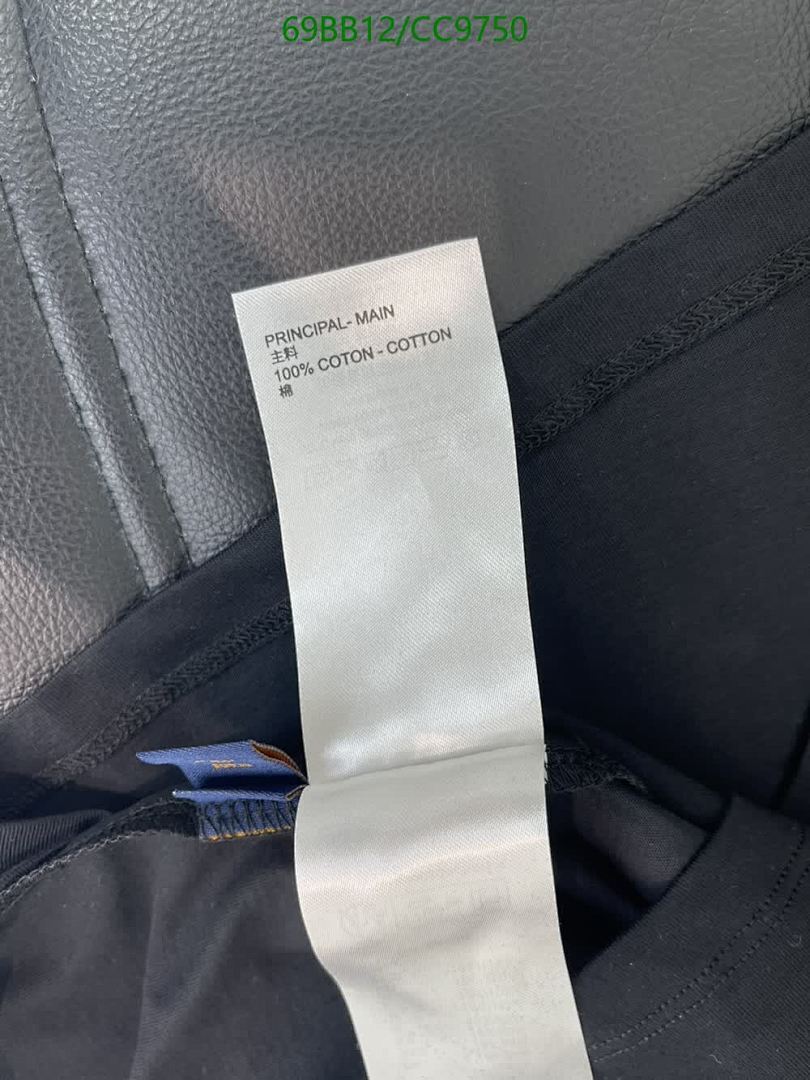 69BB12/CC9750
PRINCIPAL- MAIN
主料
100% COTON - COTTON
棉